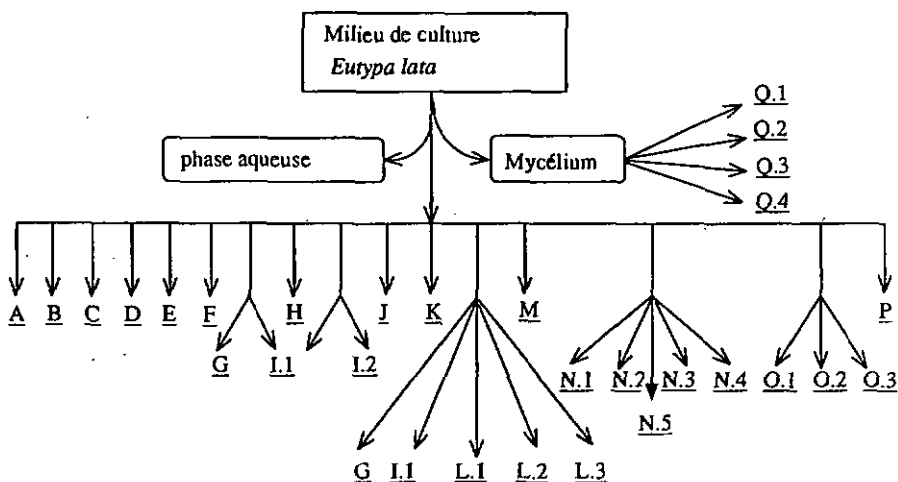 Milieu de culture
Eutypa lata
phase aqueuse
Mycélium
Q.1
Q.2
Q.3
Q.4
A B C D E F H J K M P
G I.1 I.2
N.1 N.2 N.3 N.4 O.1 O.2 O.3
N.5
G I.1 L.1 L.2 L.3